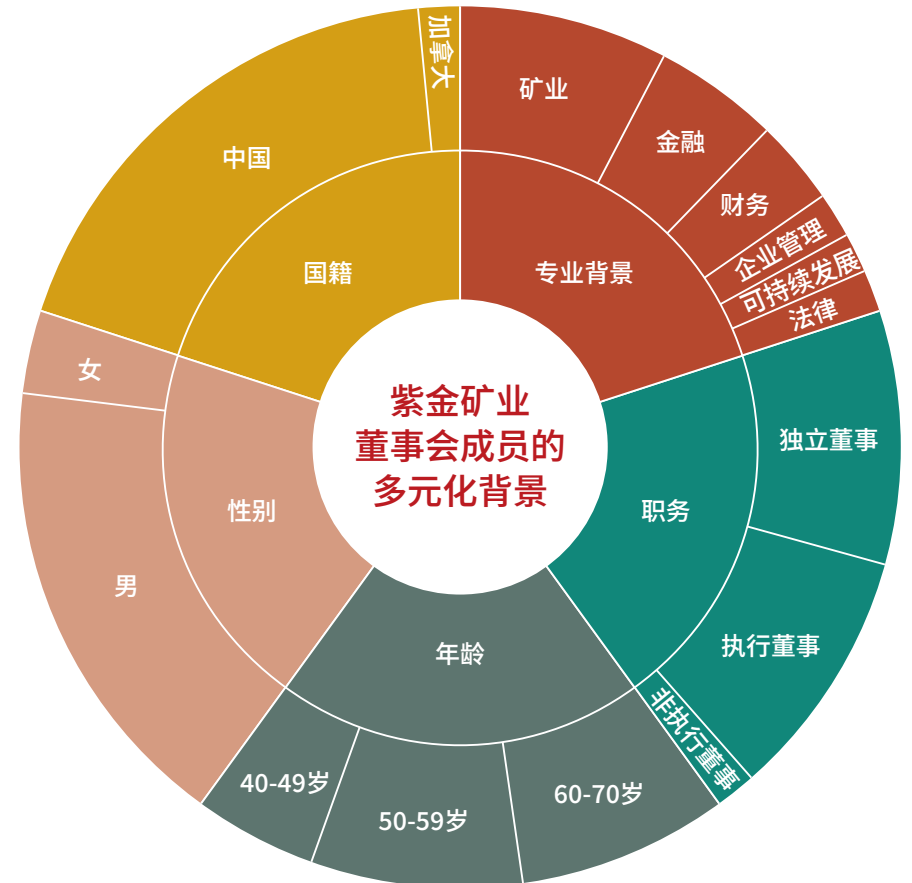 紫金矿业
董事会成员的
多元化背景
专业背景
矿业
金融
财务
企业管理
可持续发展
法律
职务
独立董事
执行董事
非执行董事
年龄
60-70岁
50-59岁
40-49岁
性别
男
女
国籍
中国
加拿大